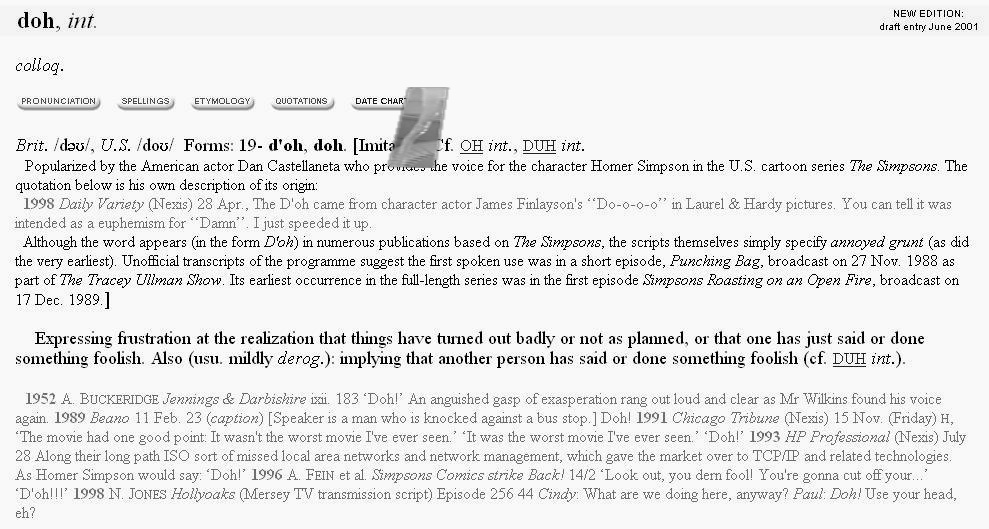 doh, int.
NEW EDITION:
draft entry June 2001
colloq.
PRONUNCIATION SPELLINGS ETYMOLOGY QUOTATIONS DATE CHAR
Brit. /dəʊ/, U.S. /doʊ/ Forms: 19- d'oh, doh. [Imita Cf. OH int., DUH int.
Popularized by the American actor Dan Castellaneta who provides the voice for the character Homer Simpson in the U.S. cartoon series The Simpsons. The
quotation below is his own description of its origin:
1998 Daily Variety (Nexis) 28 Apr., The D'oh came from character actor James Finlayson's ‘‘Do-o-o-o’’ in Laurel & Hardy pictures. You can tell it was
intended as a euphemism for ‘‘Damn’’. I just speeded it up.
Although the word appears (in the form D'oh) in numerous publications based on The Simpsons, the scripts themselves simply specify annoyed grunt (as did
the very earliest). Unofficial transcripts of the programme suggest the first spoken use was in a short episode, Punching Bag, broadcast on 27 Nov. 1988 as
part of The Tracey Ullman Show. Its earliest occurrence in the full-length series was in the first episode Simpsons Roasting on an Open Fire, broadcast on
17 Dec. 1989.]
Expressing frustration at the realization that things have turned out badly or not as planned, or that one has just said or done
something foolish. Also (usu. mildly derog.): implying that another person has said or done something foolish (cf. DUH int.).
1952 A. BUCKERIDGE Jennings & Darbishire ixii. 183 ‘Doh!’ An anguished gasp of exasperation rang out loud and clear as Mr Wilkins found his voice
again. 1989 Beano 11 Feb. 23 (caption) [Speaker is a man who is knocked against a bus stop.] Doh! 1991 Chicago Tribune (Nexis) 15 Nov. (Friday) H,
‘The movie had one good point: It wasn't the worst movie I've ever seen.’ ‘It was the worst movie I've ever seen.’ ‘Doh!’ 1993 HP Professional (Nexis) July
28 Along their long path ISO sort of missed local area networks and network management, which gave the market over to TCP/IP and related technologies.
As Homer Simpson would say: ‘Doh!’ 1996 A. FEIN et al. Simpsons Comics strike Back! 14/2 ‘Look out, you dern fool! You're gonna cut off your...’
‘D'oh!!!’ 1998 N. JONES Hollyoaks (Mersey TV transmission script) Episode 256 44 Cindy: What are we doing here, anyway? Paul: Doh! Use your head,
eh?